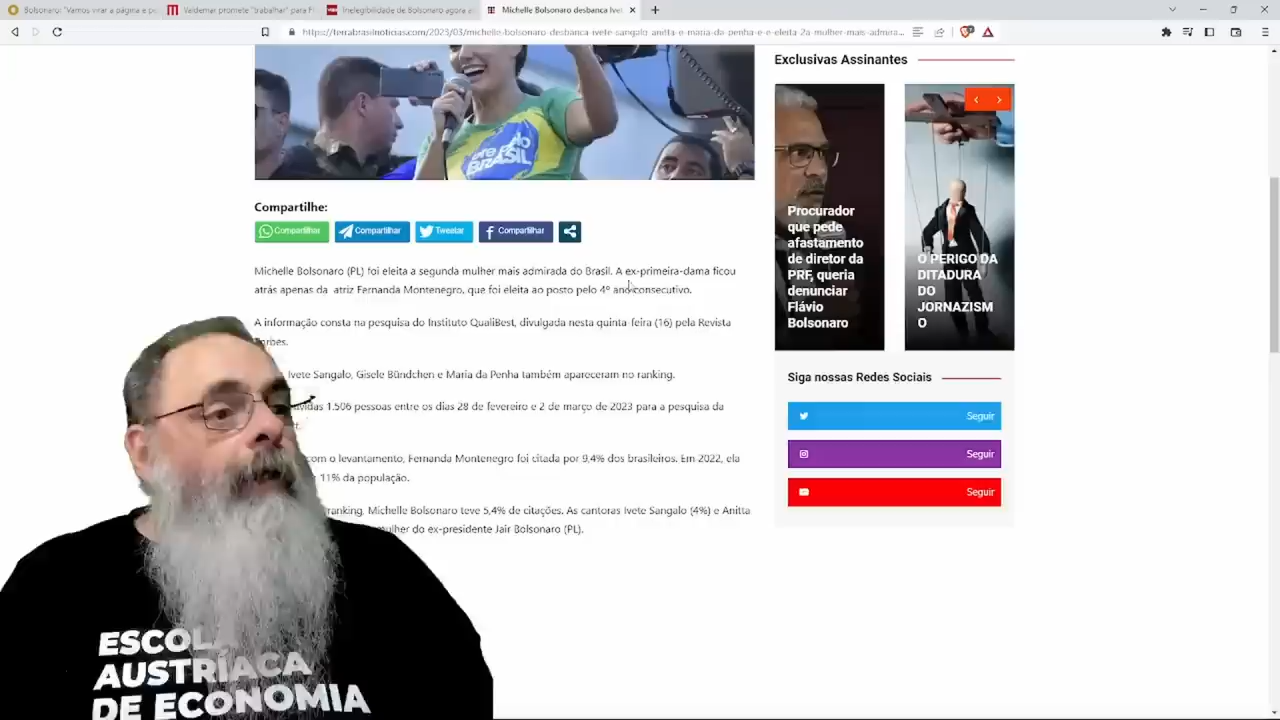 Bolsonaro: "Vamos virar a página e pe
Valdemar promete "trabalhar" para Fl
Inelegibilidade de Bolsonaro agora a
Michelle Bolsonaro desbanca Ivet
https://terrabrasilnoticias.com/2023/03/michelle-bolsonaro-desbanca-ivete-sangalo-anitta-e-maria-da-penha-e-e-eleita-2a-mulher-mais-admira...
BRASIL
Compartilhe:
Compartilhar
Compartilhar
Tweetar
Compartilhar
Michelle Bolsonaro (PL) foi eleita a segunda mulher mais admirada do Brasil. A ex-primeira-dama ficou
atrás apenas da atriz Fernanda Montenegro, que foi eleita ao posto pelo 4º ano consecutivo.
A informação consta na pesquisa do Instituto QualiBest, divulgada nesta quinta-feira (16) pela Revista
Ivete Sangalo, Gisele Bündchen e Maria da Penha também apareceram no ranking.
1.506 pessoas entre os dias 28 de fevereiro e 2 de março de 2023 para a pesquisa da
com o levantamento, Fernanda Montenegro foi citada por 9,4% dos brasileiros. Em 2022, ela
11% da população.
ranking, Michelle Bolsonaro teve 5,4% de citações. As cantoras Ivete Sangalo (4%) e Anitta
do ex-presidente Jair Bolsonaro (PL).
Exclusivas Assinantes
Procurador
que pede
afastamento
de diretor da
PRF, queria
denunciar
Flávio
Bolsonaro
O PERIGO DA
DITADURA
DO
JORNAZISM
O
Siga nossas Redes Sociais
Seguir
Seguir
Seguir
ESCOL
AUSTRÍACA
DE ECONOMIA